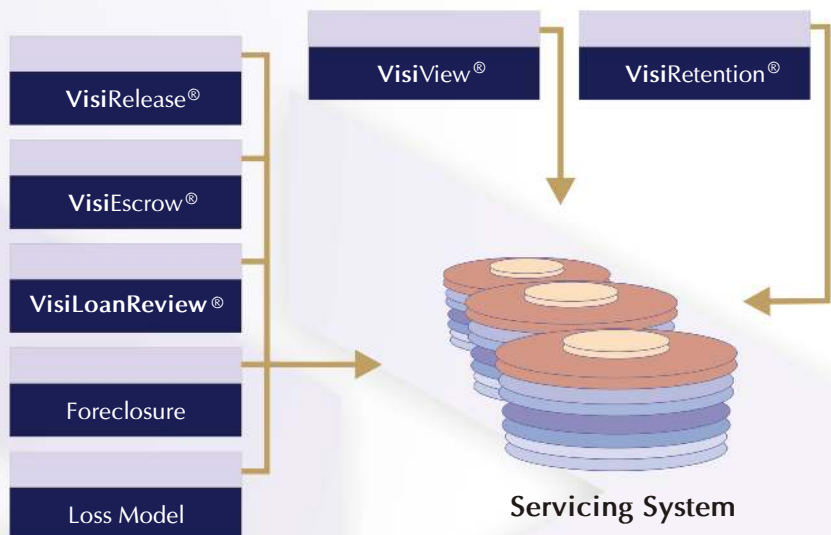 VisiView®
VisiRetention®
VisiRelease®
VisiEscrow®
VisiLoanReview®
Foreclosure
Loss Model
Servicing System